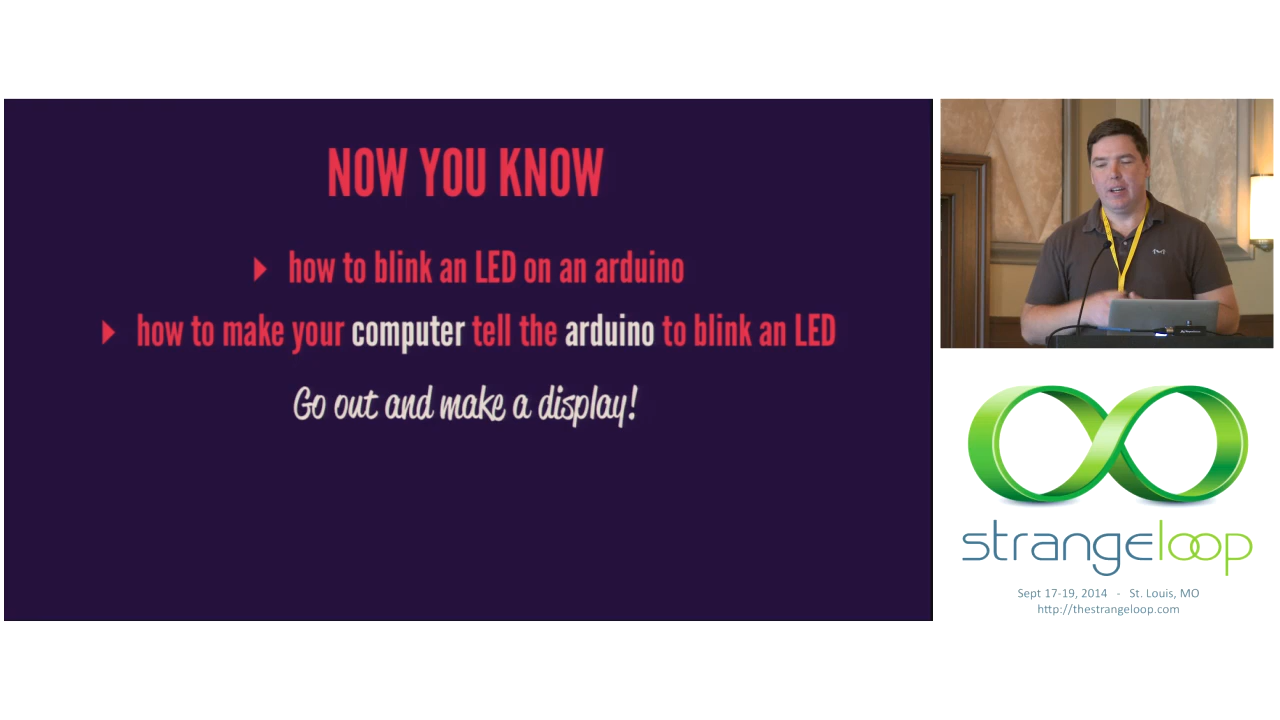 NOW YOU KNOW
how to blink an LED on an arduino
how to make your computer tell the arduino to blink an LED
Go out and make a display!
strangeloop
Sept 17-19, 2014 - St. Louis, MO
http://thestrangeloop.com